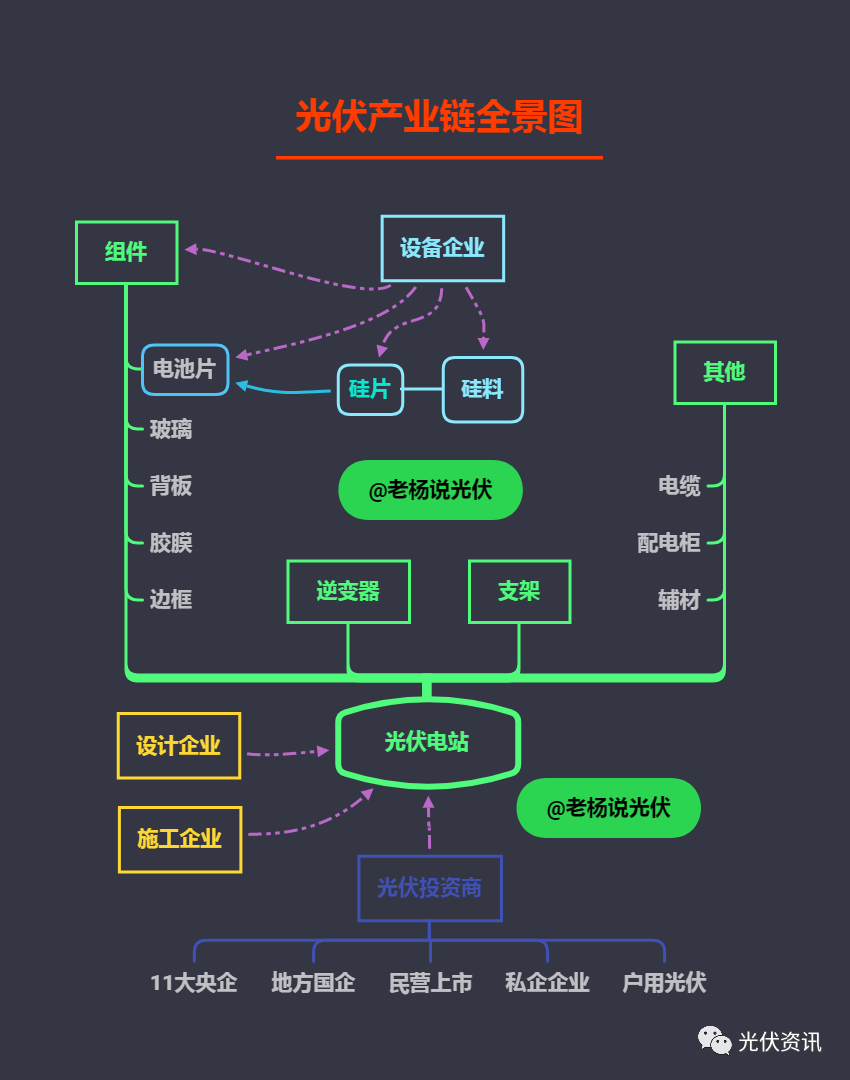 光伏产业链全景图
组件
设备企业
电池片
硅片
硅料
其他
玻璃
背板
胶膜
边框
@老杨说光伏
电缆
配电柜
辅材
逆变器
支架
光伏电站
设计企业
施工企业
@老杨说光伏
光伏投资商
11大央企
地方国企
民营上市
私企企业
户用光伏
光伏资讯